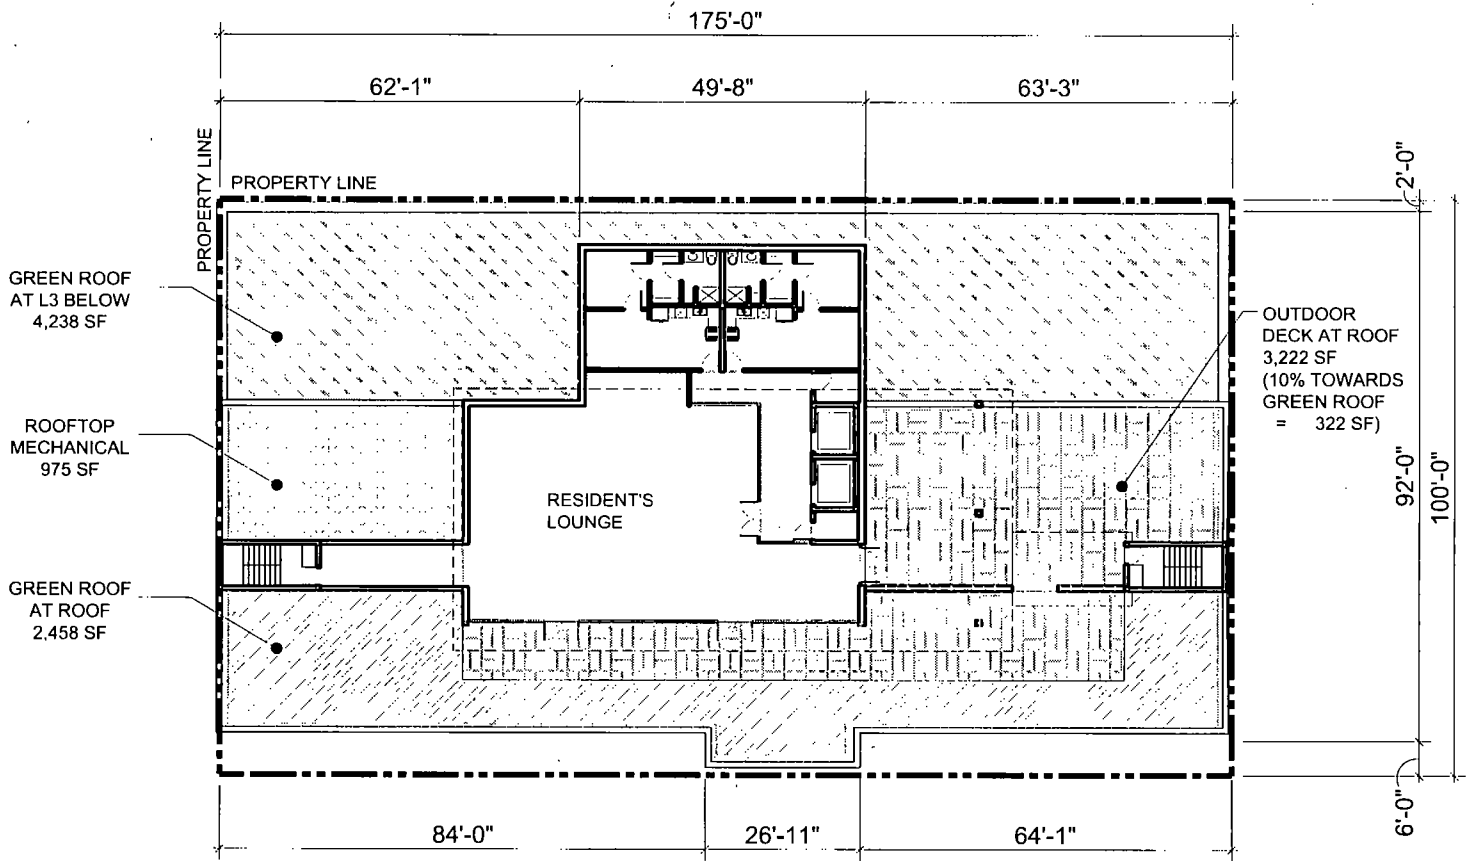 175'-0"
62'-1"
49'-8"
63'-3"
2'-0"
PROPERTY LINE
PROPERTY LINE
GREEN ROOF
AT L3 BELOW
4,238 SF
OUTDOOR
DECK AT ROOF
3,222 SF
(10% TOWARDS
GREEN ROOF
= 322 SF)
ROOFTOP
MECHANICAL
975 SF
RESIDENT'S
LOUNGE
92'-0"
100'-0"
GREEN ROOF
AT ROOF
2,458 SF
6'-0"
84'-0"
26'-11"
64'-1"